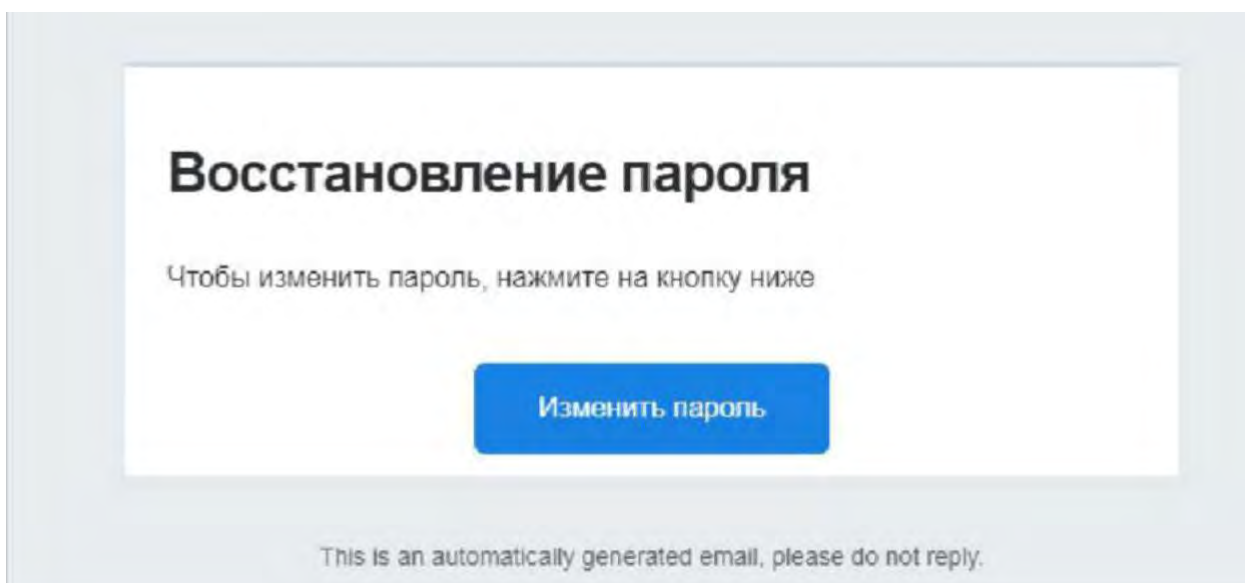 Восстановление пароля
Чтобы изменить пароль, нажмите на кнопку ниже
Изменить пароль
This is an automatically generated email, please do not reply.